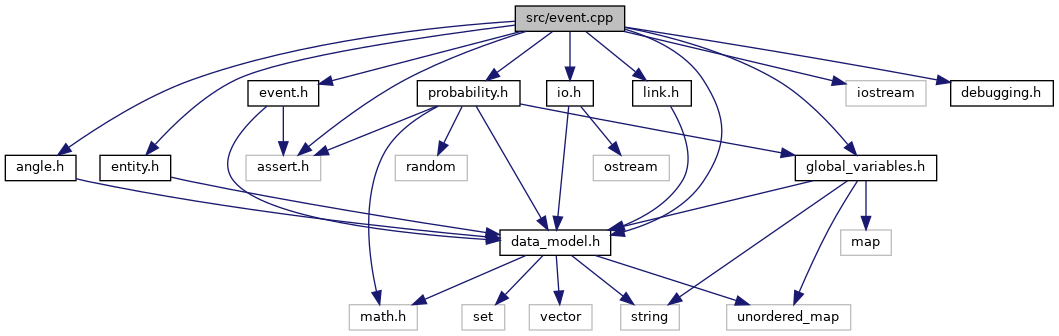 src/event.cpp
event.h
probability.h
io.h
link.h
iostream
debugging.h
angle.h
entity.h
assert.h
random
ostream
global_variables.h
data_model.h
map
math.h
set
vector
string
unordered_map